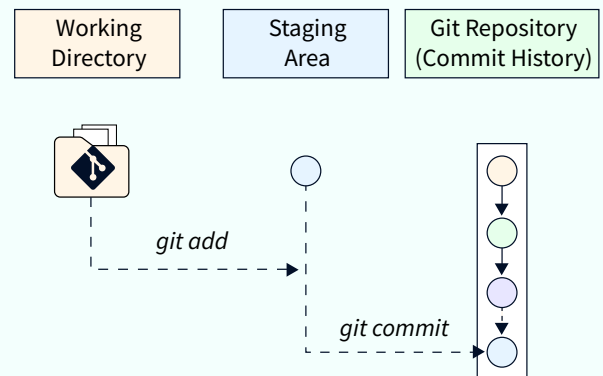 Working
Directory
Staging
Area
Git Repository
(Commit History)
git add
git commit